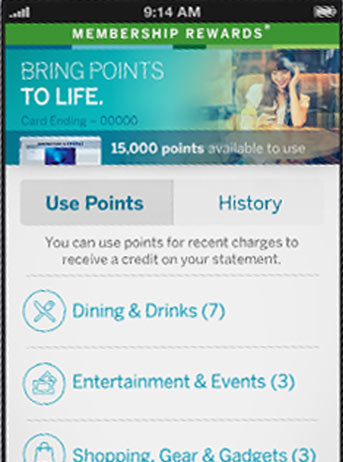 9:14 AM
MEMBERSHIP REWARDS®
BRING POINTS
TO LIFE.
Card Ending – 00000
15,000 points available to use
Use Points
History
You can use points for recent charges to
receive a credit on your statement.
Dining & Drinks (7)
Entertainment & Events (3)
Shopping, Gear & Gadgets (3)